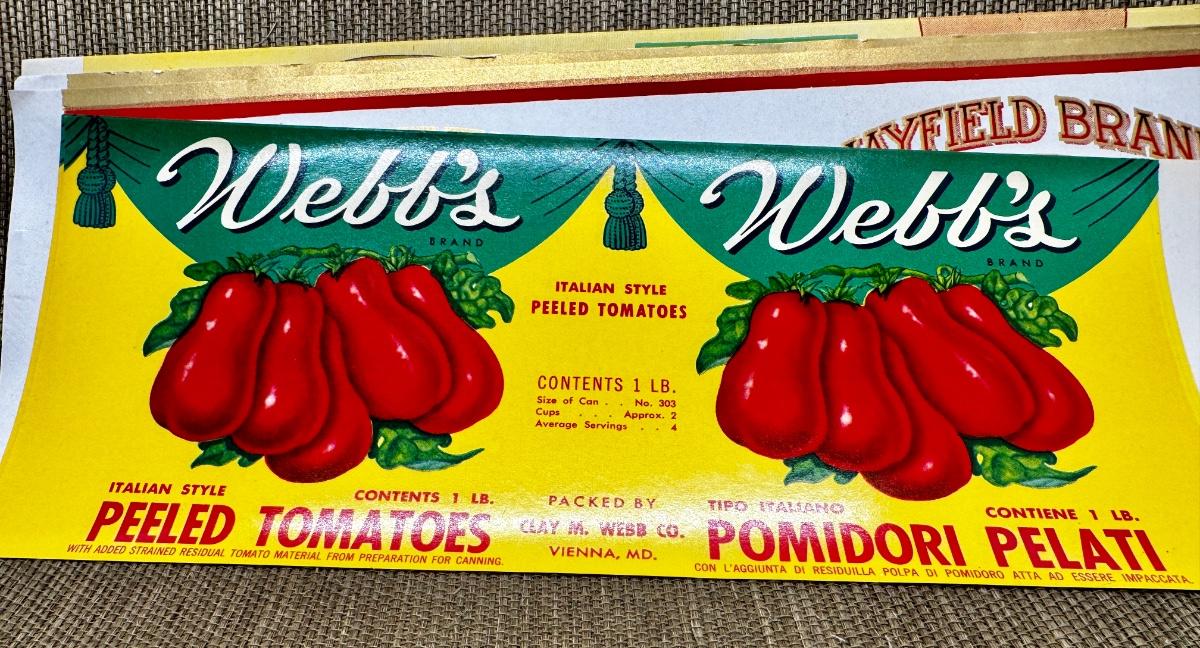 BRAND
Webb's
BRAND
ITALIAN STYLE
CONTENTS 1 LB.
PEELED TOMATOES
WITH ADDED STRAINED RESIDUAL TOMATO MATERIAL FROM PREPARATION FOR CANNING.
ITALIAN STYLE
PEELED TOMATOES
CONTENTS 1 LB.
Size of Can . . No. 303
Cups . . . Approx. 2
Average Servings . . 4
PACKED BY
CLAY M. WEBB CO.
VIENNA, MD.
Webb's
BRAND
TIPO ITALIANO
CONTIENE 1 LB.
POMIDORI PELATI
CON L'AGGIUNTA DI RESIDUILLA POLPA DI POMIDORO ATTA AD ESSERE IMPACCATA.